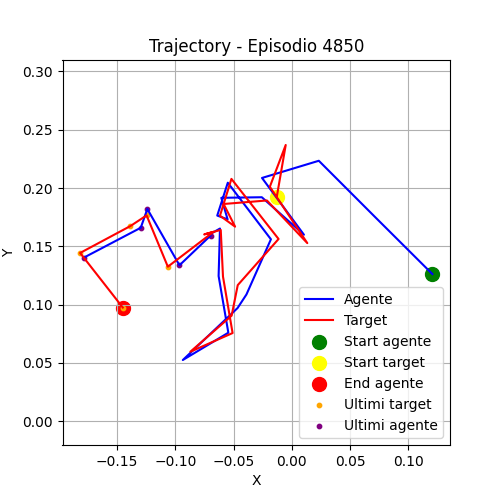 Trajectory - Episodio 4850
Y
0.30
0.25
0.20
0.15
0.10
0.05
0.00
Agente
Target
Start agente
Start target
End agente
Ultimi target
Ultimi agente
−0.15 −0.10 −0.05 0.00 0.05 0.10
X